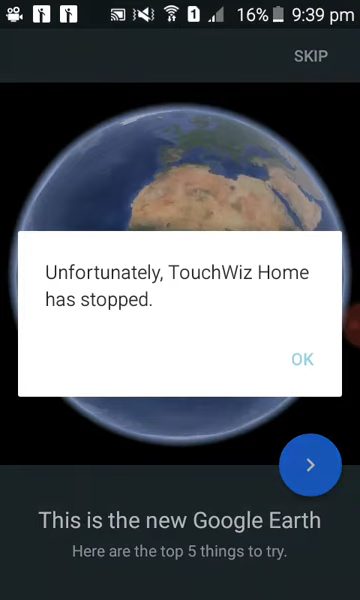 1 16% 9:39 pm
SKIP
Unfortunately, TouchWiz Home
has stopped.
OK
This is the new Google Earth
Here are the top 5 things to try.